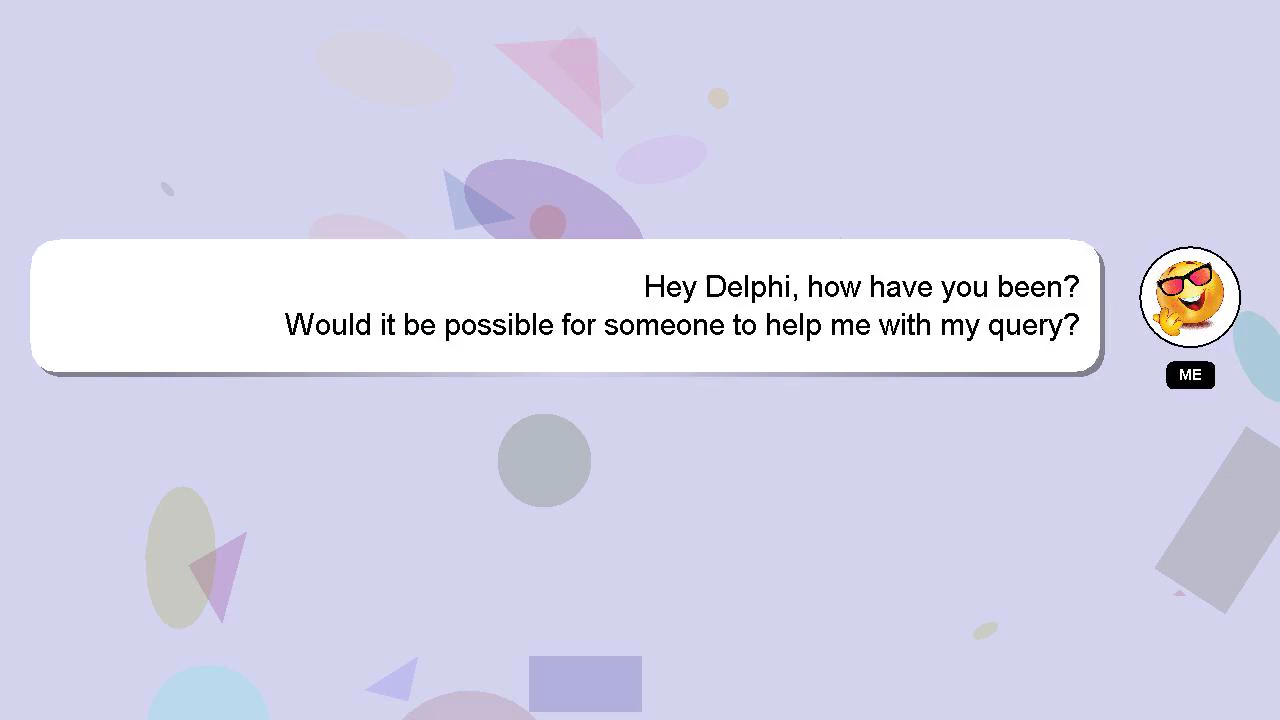 Hey Delphi, how have you been?
Would it be possible for someone to help me with my query?
ME